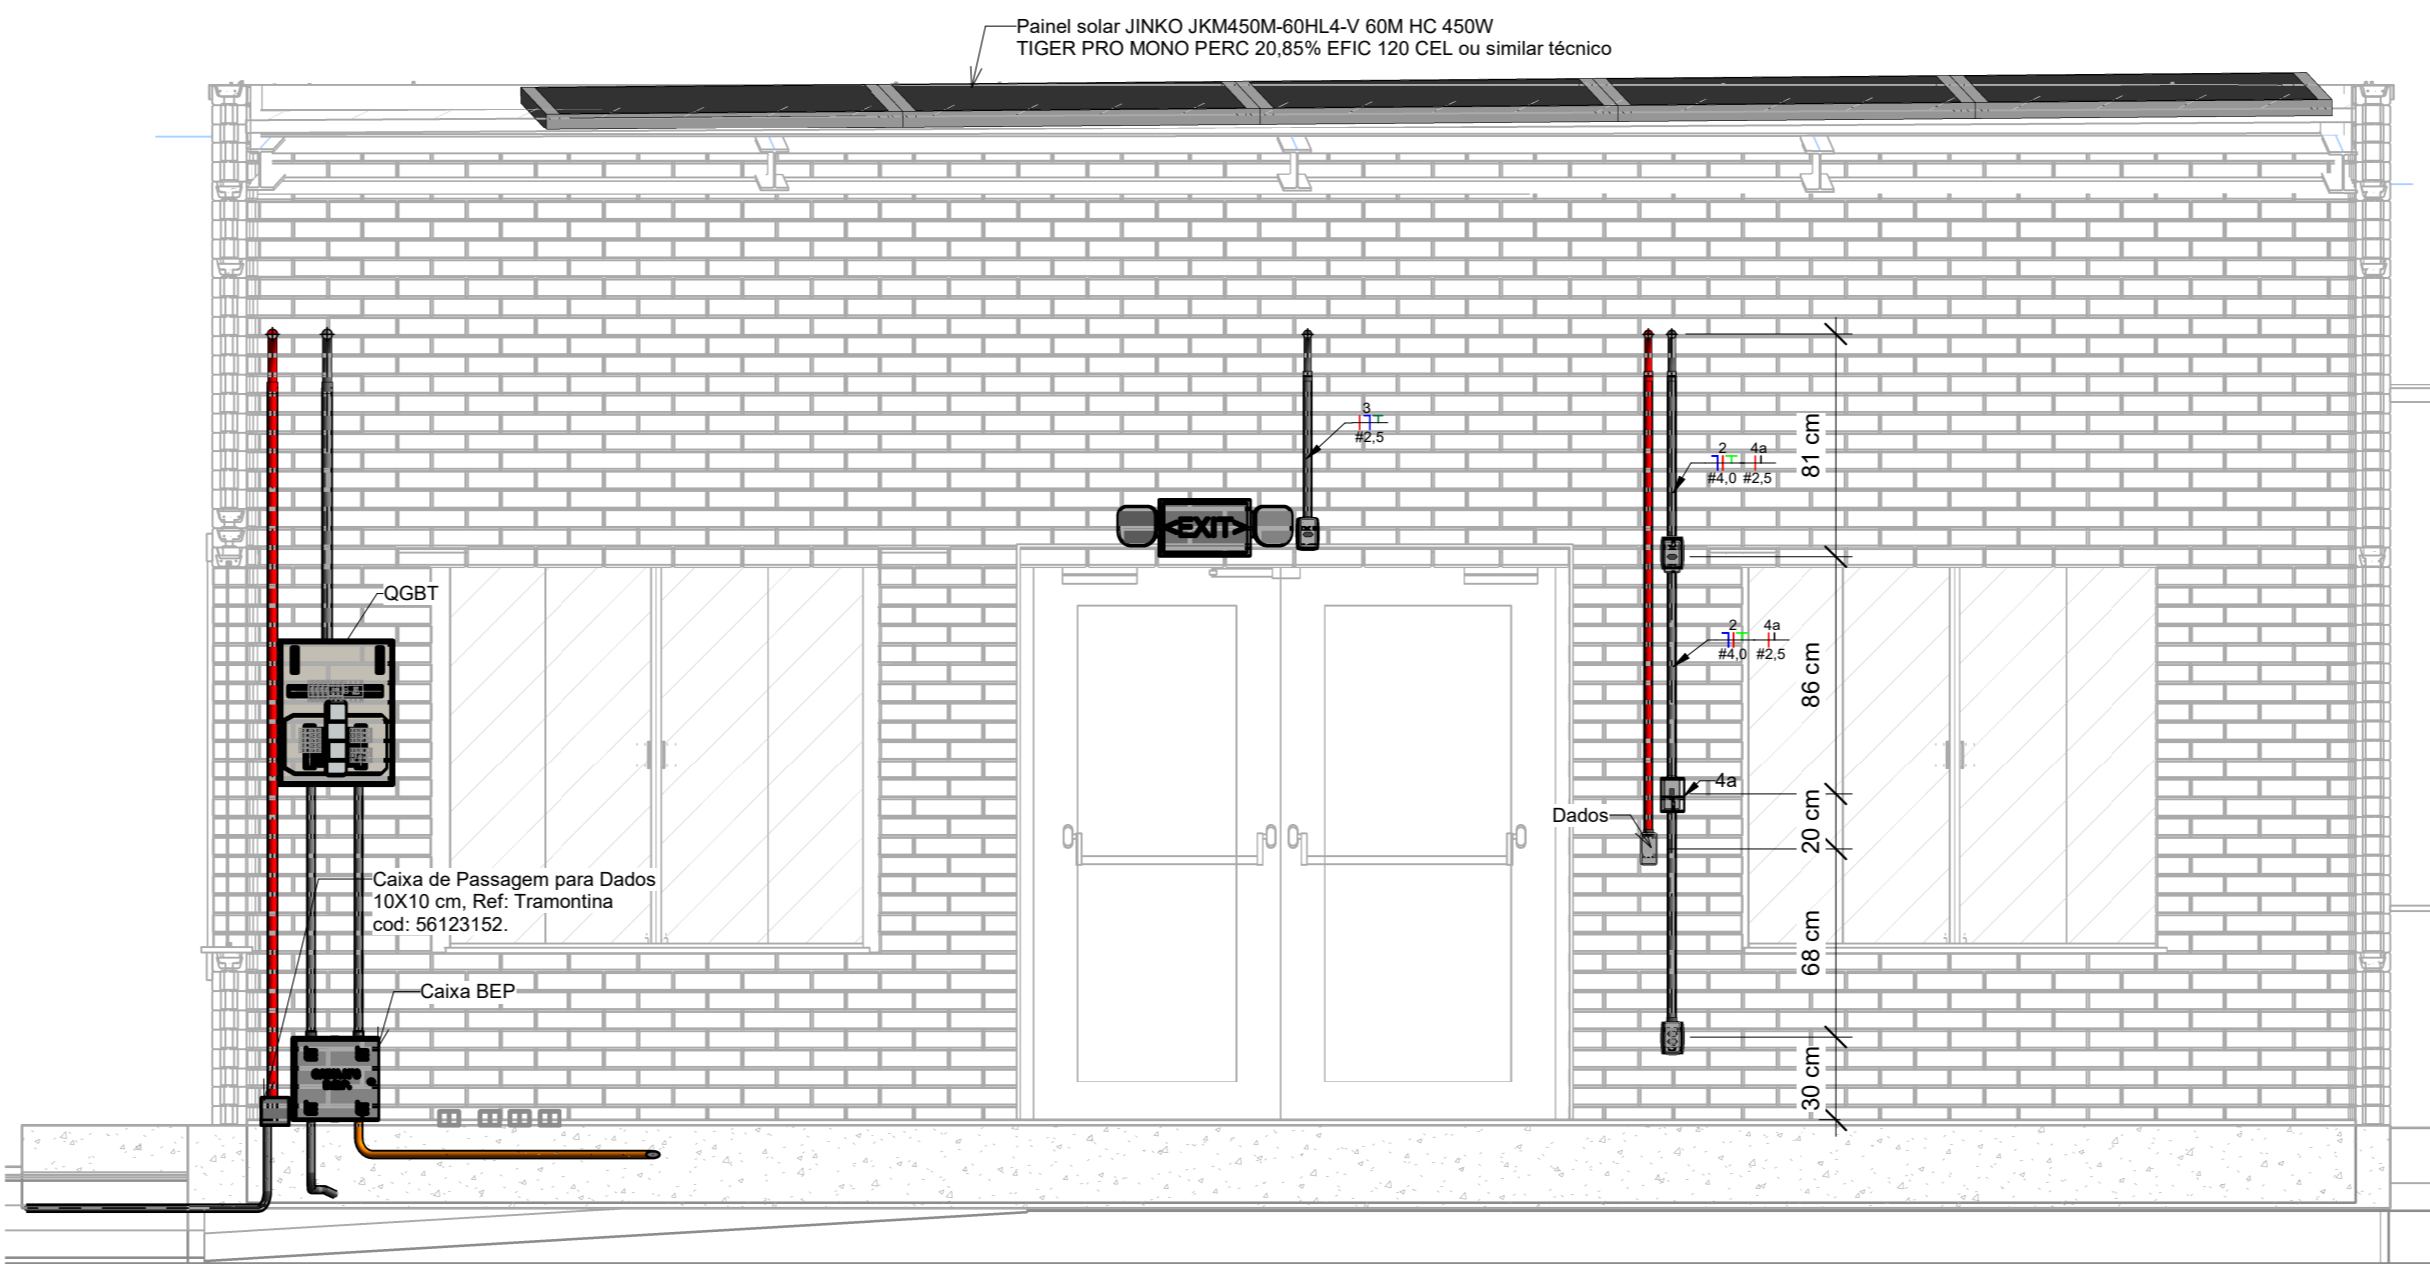 Painel solar JINKO JKM450M-60HL4-V 60M HC 450W
TIGER PRO MONO PERC 20,85% EFIC 120 CEL ou similar técnico
3
#2,5
81 cm
2 4a
#4,0 #2,5
<EXIT>
QGBT
2 4a
#4,0 #2,5
86 cm
4a
Dados
20 cm
Caixa de Passagem para Dados
10X10 cm, Ref: Tramontina
cod: 56123152.
68 cm
Caixa BEP
30 cm